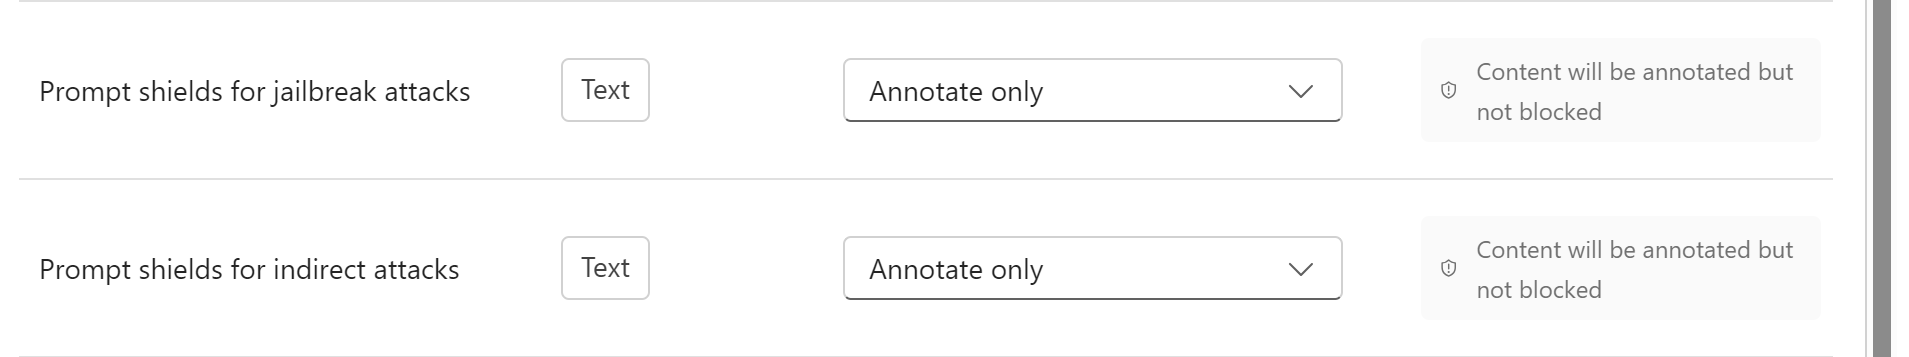 Prompt shields for jailbreak attacks
Text
Annotate only
Content will be annotated but
not blocked
Prompt shields for indirect attacks
Text
Annotate only
Content will be annotated but
not blocked